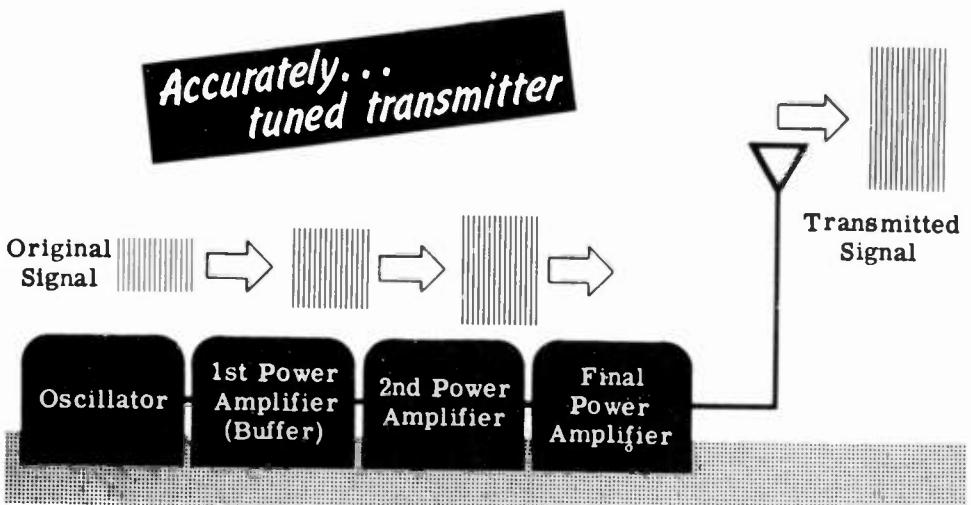 Accurately...
tuned transmitter
Original
Signal
Transmitted
Signal
Oscillator
1st Power
Amplifier
(Buffer)
2nd Power
Amplifier
Final
Power
Amplifier